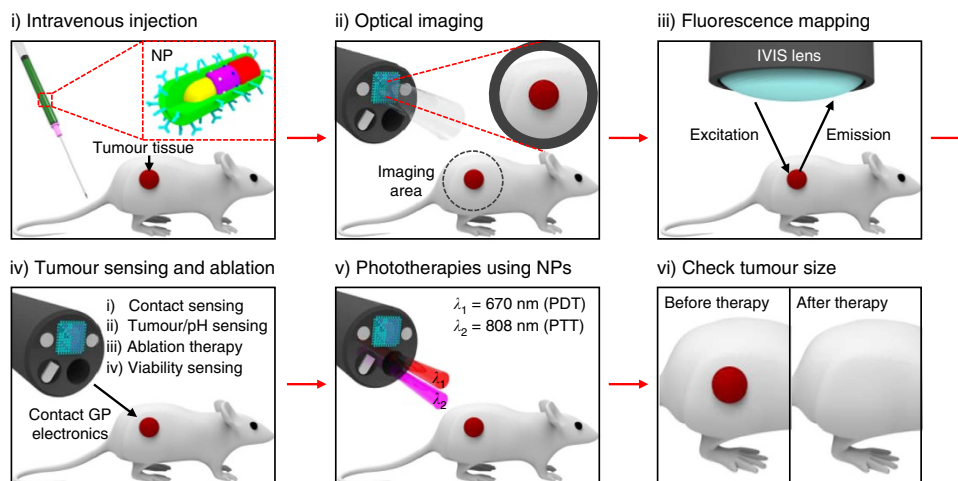 i) Intravenous injection
NP
Tumour tissue
ii) Optical imaging
Imaging
area
iii) Fluorescence mapping
IVIS lens
Excitation
Emission
iv) Tumour sensing and ablation
i) Contact sensing
ii) Tumour/pH sensing
iii) Ablation therapy
iv) Viability sensing
Contact GP
electronics
v) Phototherapies using NPs
λ1 = 670 nm (PDT)
λ2 = 808 nm (PTT)
λ1
λ2
vi) Check tumour size
Before therapy
After therapy